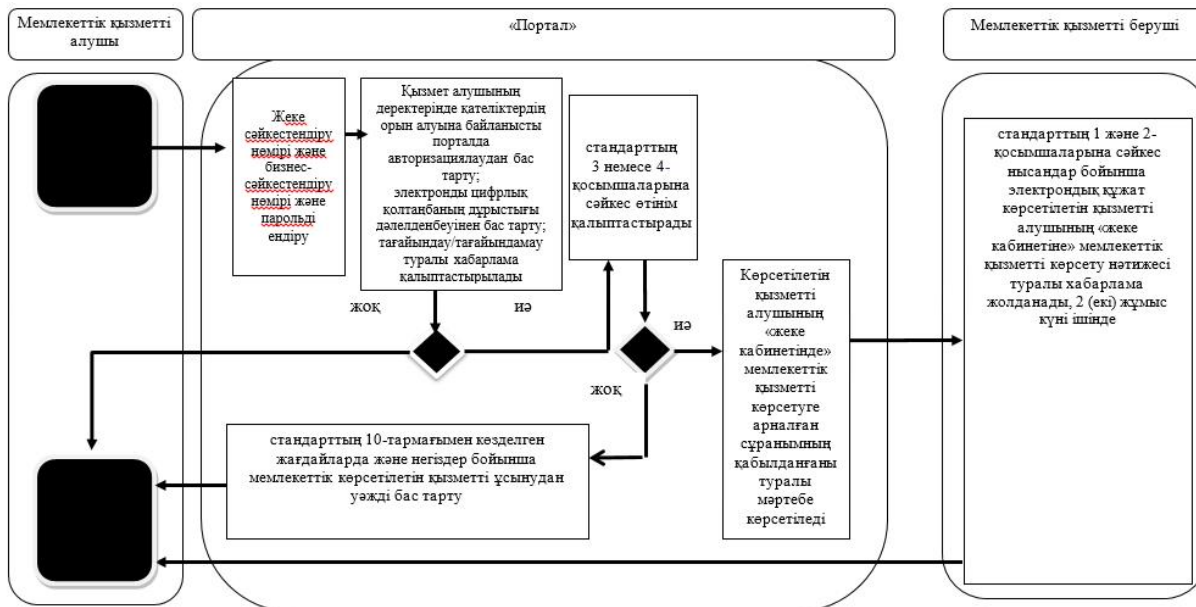 Мемлекеттік қызметті
алушы
«Портал»
Мемлекеттік қызметті беруші
Жеке
сәйкестендіру
нөмірі және
бизнес-
сәйкестендіру
нөмірі және
парольді
ендіру
Қызмет алушының
деректерінде қателіктердің
орын алуына байланысты
порталда
авторизациялаудан бас
тарту;
электронды цифрлық
қолтаңбаның дұрыстығы
дәлелденбеуінен бас тарту;
тағайындау/тағайындамау
туралы хабарлама
қалыптастырылады
стандарттың
3 немесе 4-
қосымшаларына
сәйкес өтінім
қалыптастырады
стандарттың 1 және 2-
қосымшаларына сәйкес
нысандар бойынша
электрондық құжат
көрсетілетін қызметті
алушының «жеке
кабинетіне» мемлекеттік
қызметті көрсету нәтижесі
туралы хабарлама
жолданады, 2 (екі) жұмыс
күні ішінде
жоқ
иә
иә
жоқ
Көрсетілетін
қызметті
алушының
«жеке
кабинетінде»
мемлекеттік
қызметті
көрсетуге
арналған
сұранымның
қабылданғаны
туралы
мәртебе
көрсетіледі
стандарттың 10-тармағымен көзделген
жағдайларда және негіздер бойынша
мемлекеттік көрсетілетін қызметті ұсынудан
уәжді бас тарту